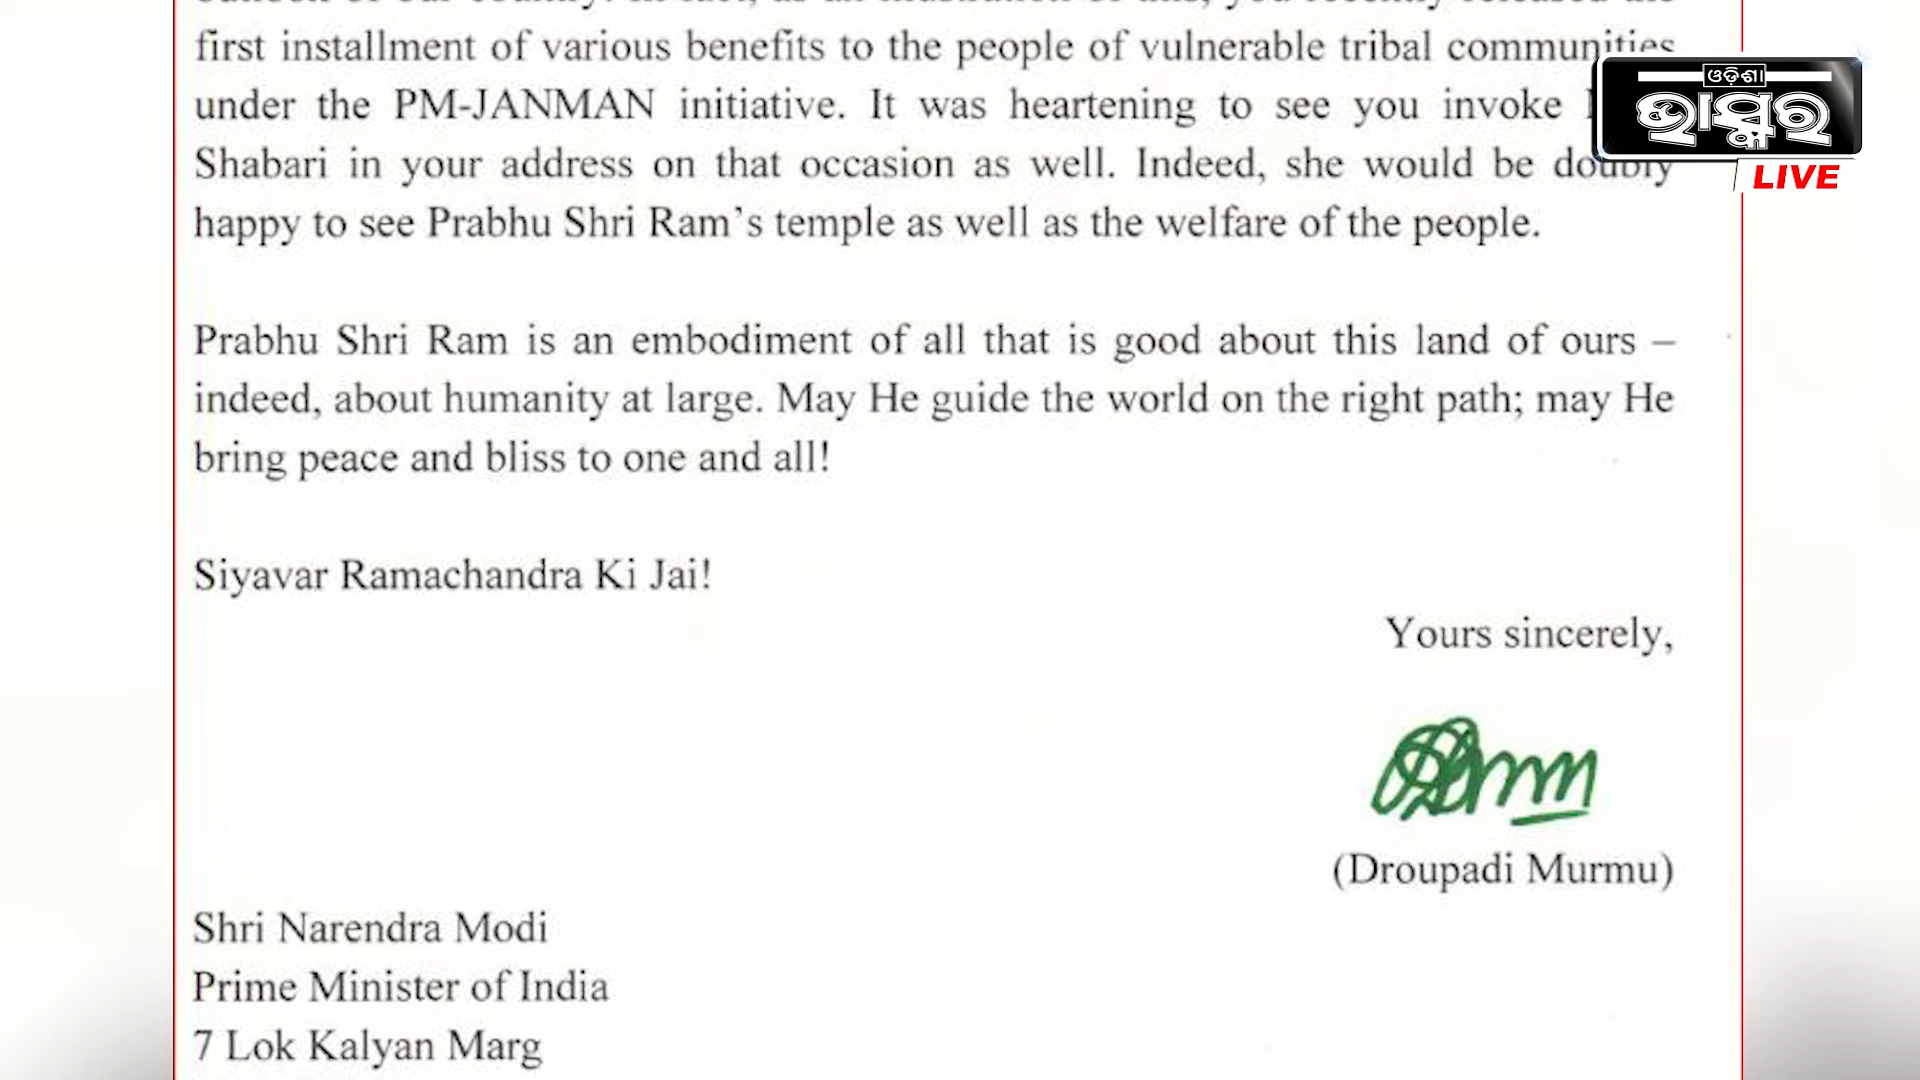 first installment of various benefits to the people of vulnerable tribal communities
under the PM-JANMAN initiative. It was heartening to see you invoke
Shabari in your address on that occasion as well. Indeed, she would be doubly
happy to see Prabhu Shri Ram’s temple as well as the welfare of the people.
Prabhu Shri Ram is an embodiment of all that is good about this land of ours –
indeed, about humanity at large. May He guide the world on the right path; may He
bring peace and bliss to one and all!
Siyavar Ramachandra Ki Jai!
Yours sincerely,
(Droupadi Murmu)
Shri Narendra Modi
Prime Minister of India
7 Lok Kalyan Marg
ଓଡ଼ିଶା
ଭାସ୍କର
LIVE